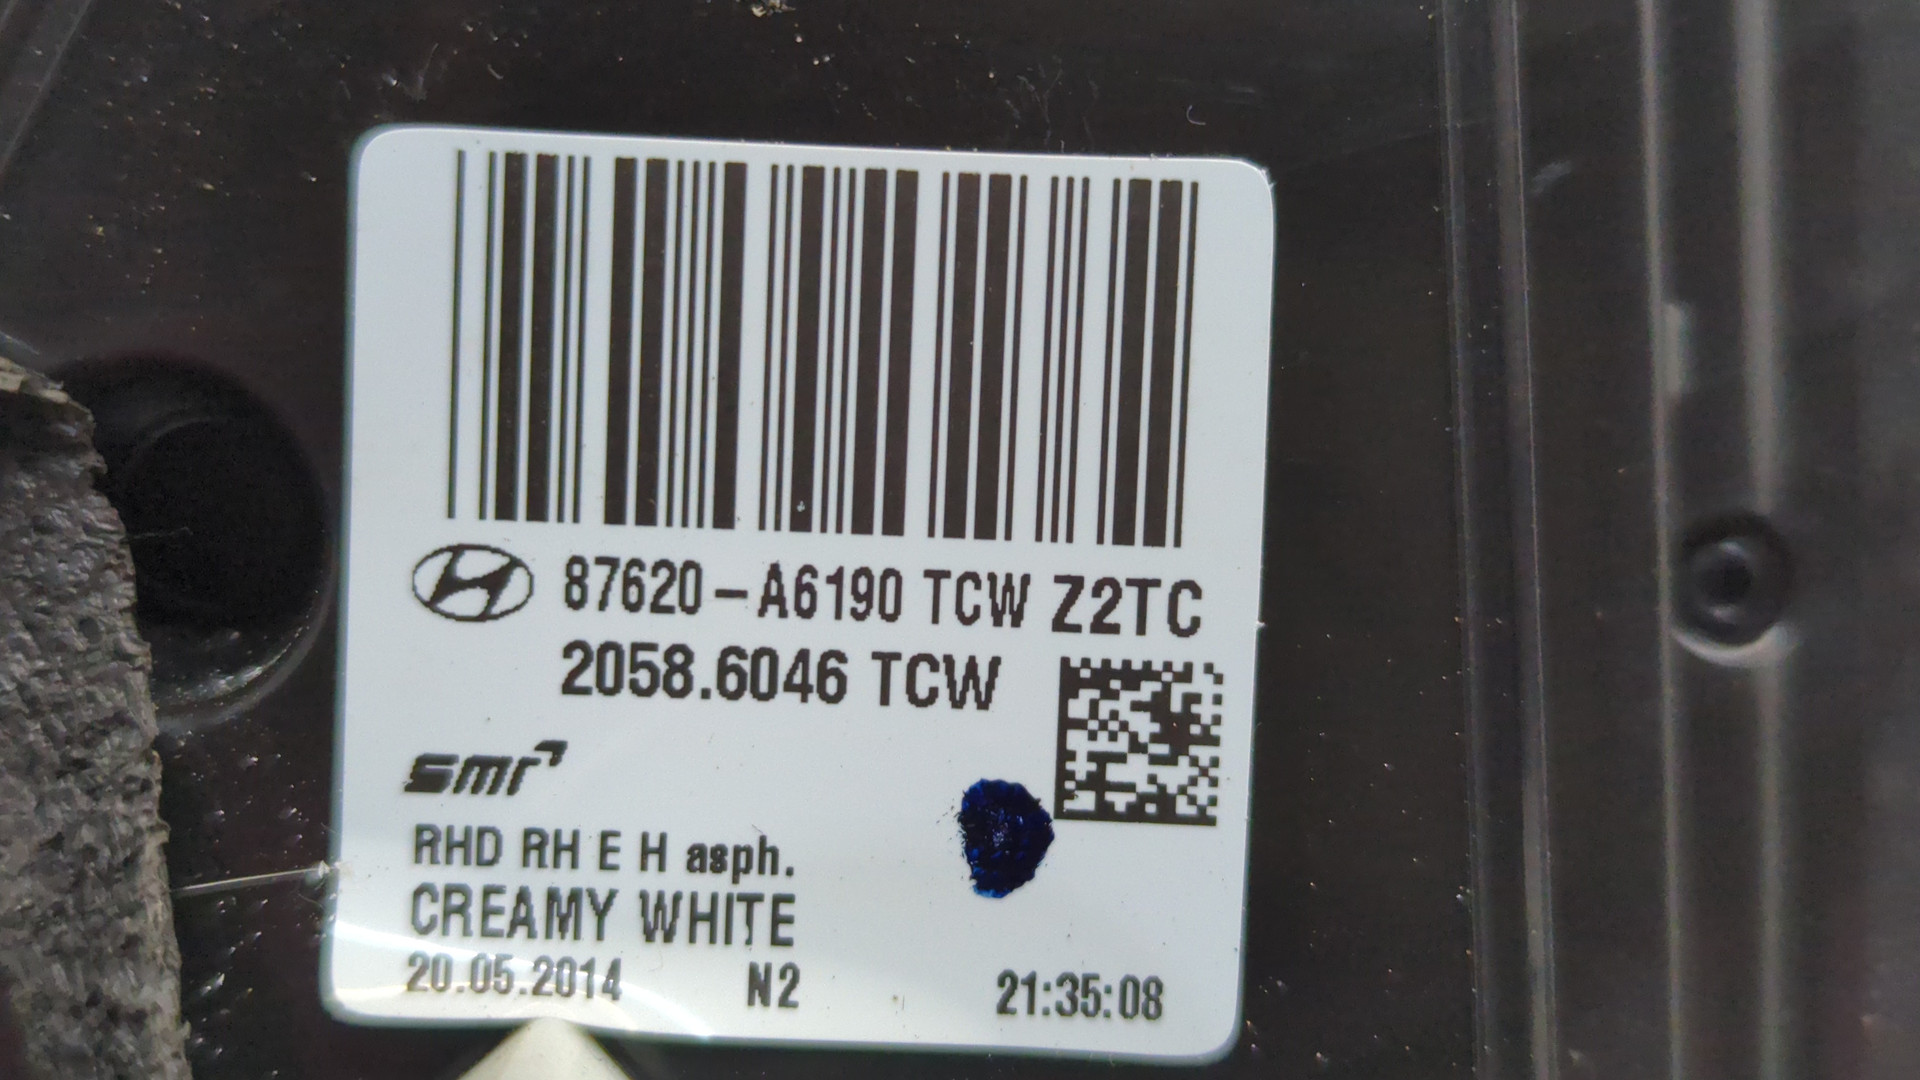 87620-A6190 TCW Z2TC
2058.6046 TCW
smr
RHD RH E H asph.
CREAMY WHITE
20.05.2014 N2 21:35:08